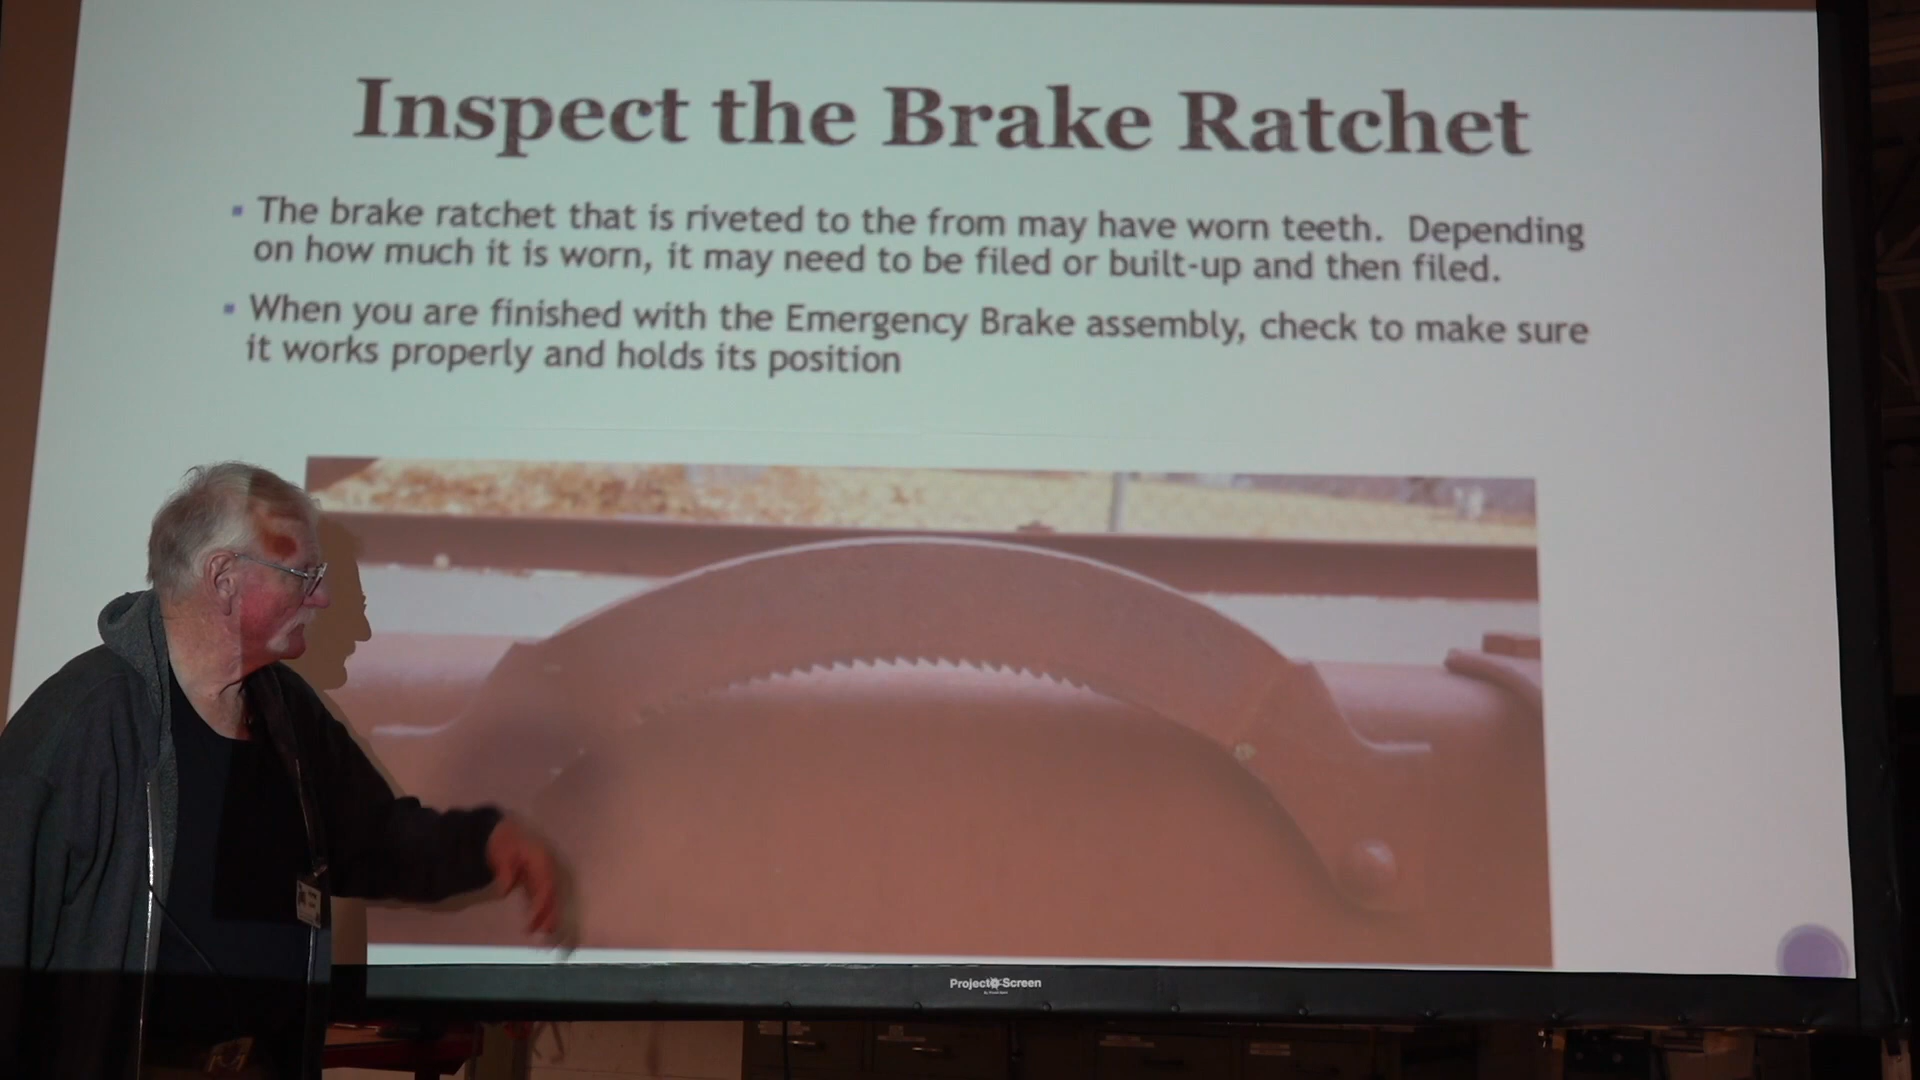 Inspect the Brake Ratchet
The brake ratchet that is riveted to the from may have worn teeth. Depending
on how much it is worn, it may need to be filed or built-up and then filed.
When you are finished with the Emergency Brake assembly, check to make sure
it works properly and holds its position
Project Screen